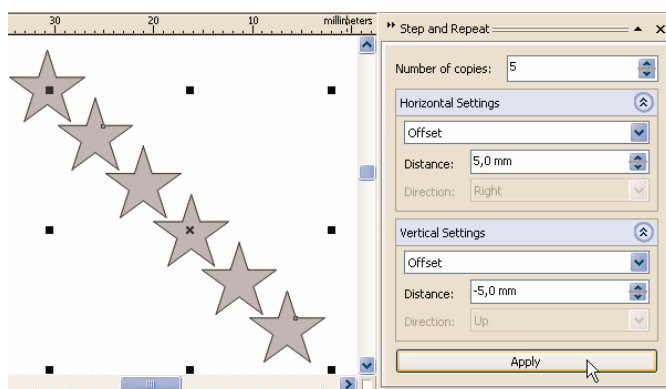 30 20 10 millimeters
Step and Repeat
Number of copies: 5
Horizontal Settings
Offset
Distance: 5,0 mm
Direction: Right
Vertical Settings
Offset
Distance: -5,0 mm
Direction: Up
Apply